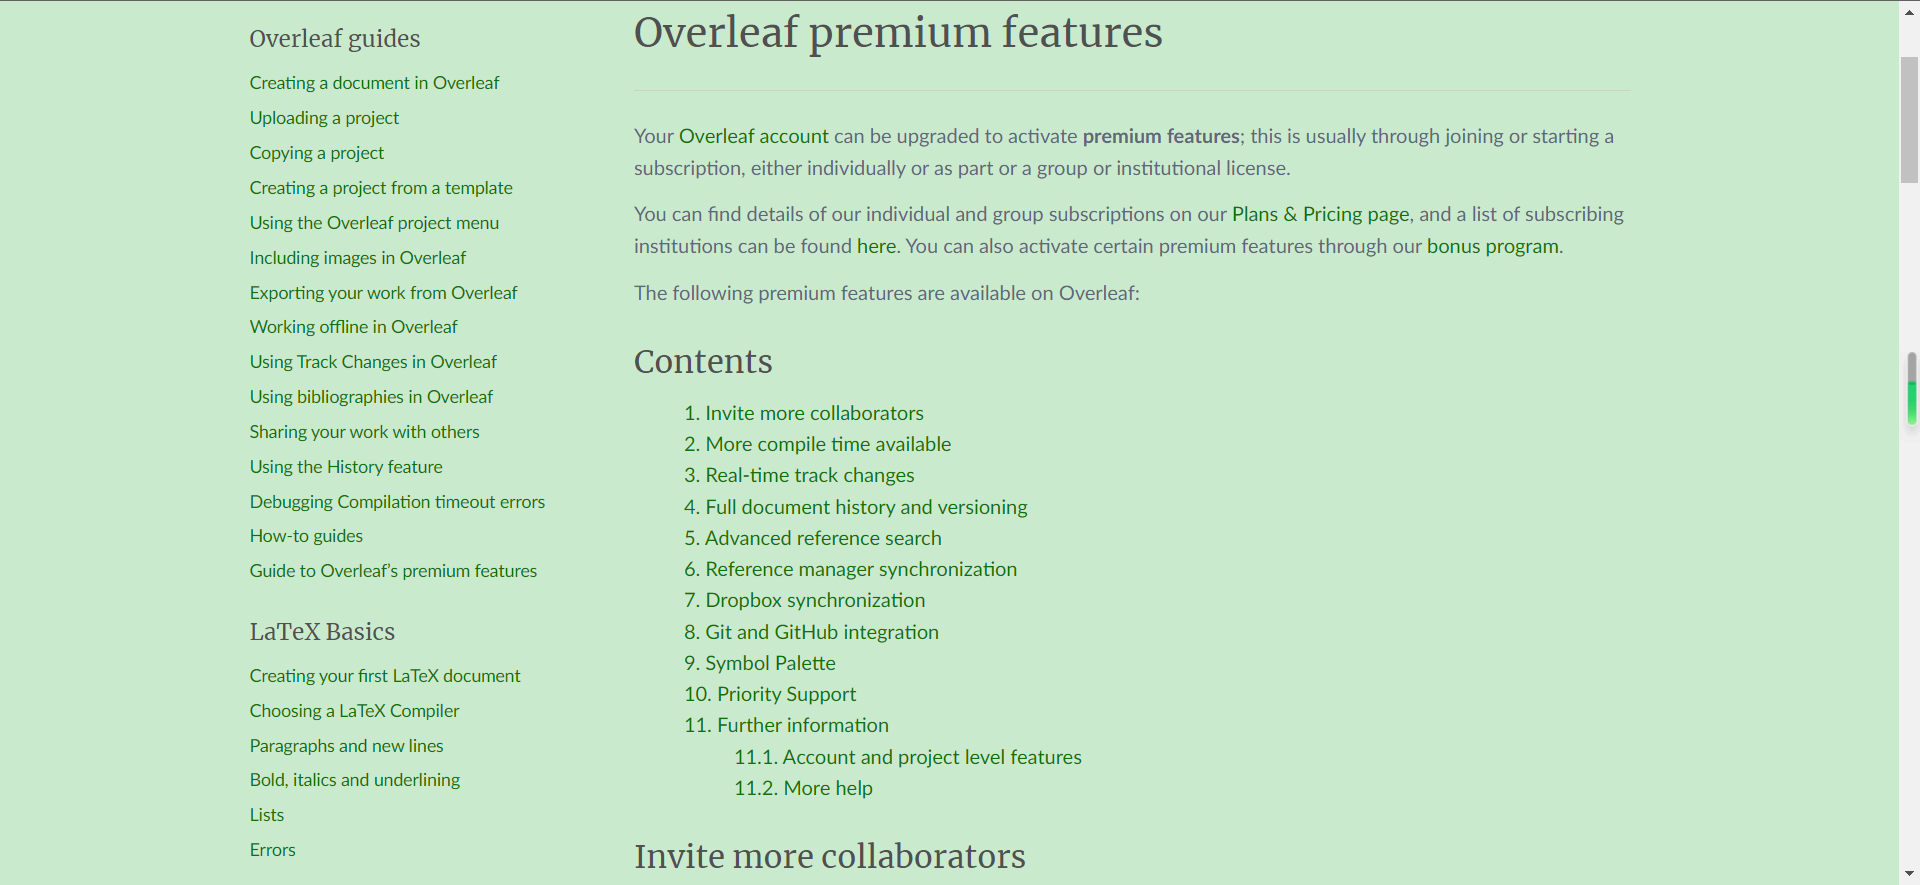 Overleaf guides
Creating a document in Overleaf
Uploading a project
Copying a project
Creating a project from a template
Using the Overleaf project menu
Including images in Overleaf
Exporting your work from Overleaf
Working offline in Overleaf
Using Track Changes in Overleaf
Using bibliographies in Overleaf
Sharing your work with others
Using the History feature
Debugging Compilation timeout errors
How-to guides
Guide to Overleaf’s premium features
LaTeX Basics
Creating your first LaTeX document
Choosing a LaTeX Compiler
Paragraphs and new lines
Bold, italics and underlining
Lists
Errors
Overleaf premium features
Your Overleaf account can be upgraded to activate premium features; this is usually through joining or starting a
subscription, either individually or as part or a group or institutional license.
You can find details of our individual and group subscriptions on our Plans & Pricing page, and a list of subscribing
institutions can be found here. You can also activate certain premium features through our bonus program.
The following premium features are available on Overleaf:
Contents
1. Invite more collaborators
2. More compile time available
3. Real-time track changes
4. Full document history and versioning
5. Advanced reference search
6. Reference manager synchronization
7. Dropbox synchronization
8. Git and GitHub integration
9. Symbol Palette
10. Priority Support
11. Further information
11.1. Account and project level features
11.2. More help
Invite more collaborators